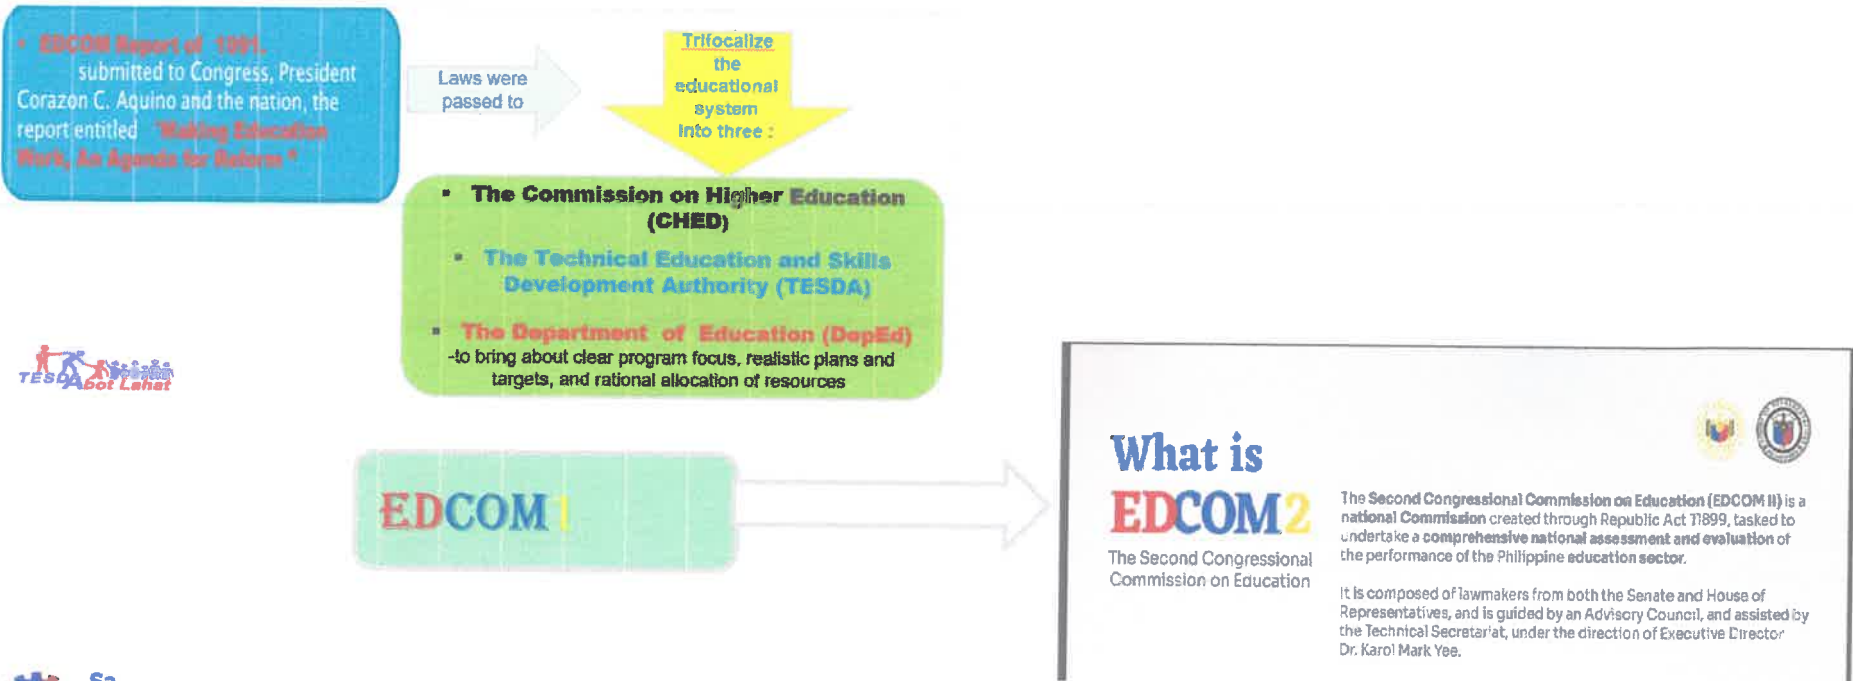 • EDCOM Report of 1991.
submitted to Congress, President
Corazon C. Aquino and the nation, the
report entitled "Making Education
Work, An Agenda for Reform "
Laws were
passed to
Trifocalize
the
educational
system
into three :
▪ The Commission on Higher Education
(CHED)
▪ The Technical Education and Skills
Development Authority (TESDA)
▪ The Department of Education (DepEd)
-to bring about clear program focus, realistic plans and
targets, and rational allocation of resources
TESDA Abot Lahat
EDCOM 1
What is
EDCOM2
The Second Congressional
Commission on Education
The Second Congressional Commission on Education (EDCOM II) is a
national Commission created through Republic Act 11899, tasked to
undertake a comprehensive national assessment and evaluation of
the performance of the Philippine education sector.
It is composed of lawmakers from both the Senate and House of
Representatives, and is guided by an Advisory Council, and assisted by
the Technical Secretariat, under the direction of Executive Director
Dr. Karol Mark Yee.
Sa